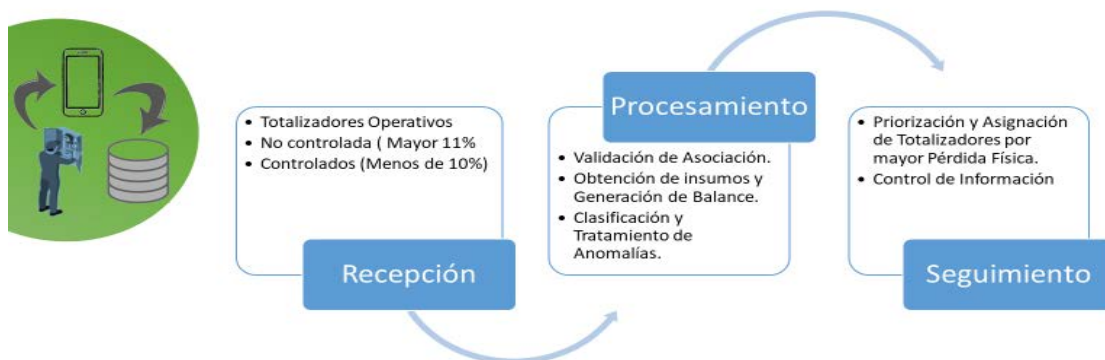 • Totalizadores Operativos
• No controlada ( Mayor 11%
• Controlados (Menos de 10%)
Recepción
Procesamiento
• Validación de Asociación.
• Obtención de insumos y
Generación de Balance.
• Clasificación y
Tratamiento de
Anomalías.
• Priorización y Asignación
de Totalizadores por
mayor Pérdida Física.
• Control de Información
Seguimiento